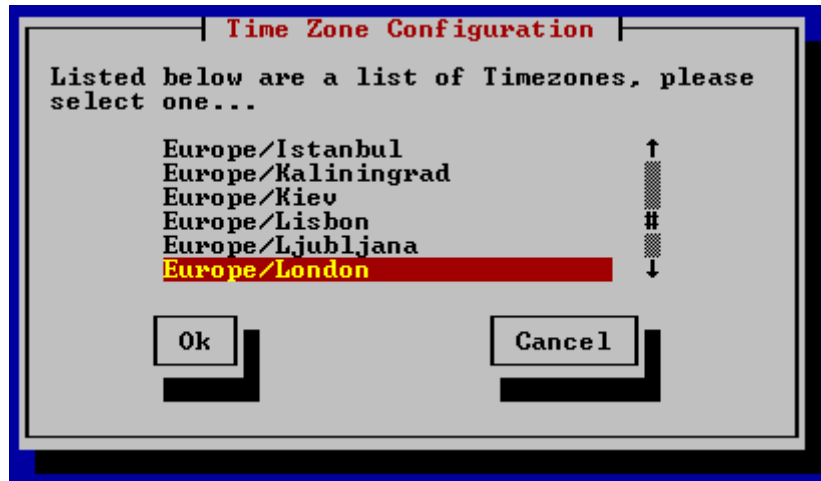 Time Zone Configuration
Listed below are a list of Timezones, please
select one...
Europe/Istanbul
Europe/Kaliningrad
Europe/Kiev
Europe/Lisbon
Europe/Ljubljana
Europe/London
Ok Cancel